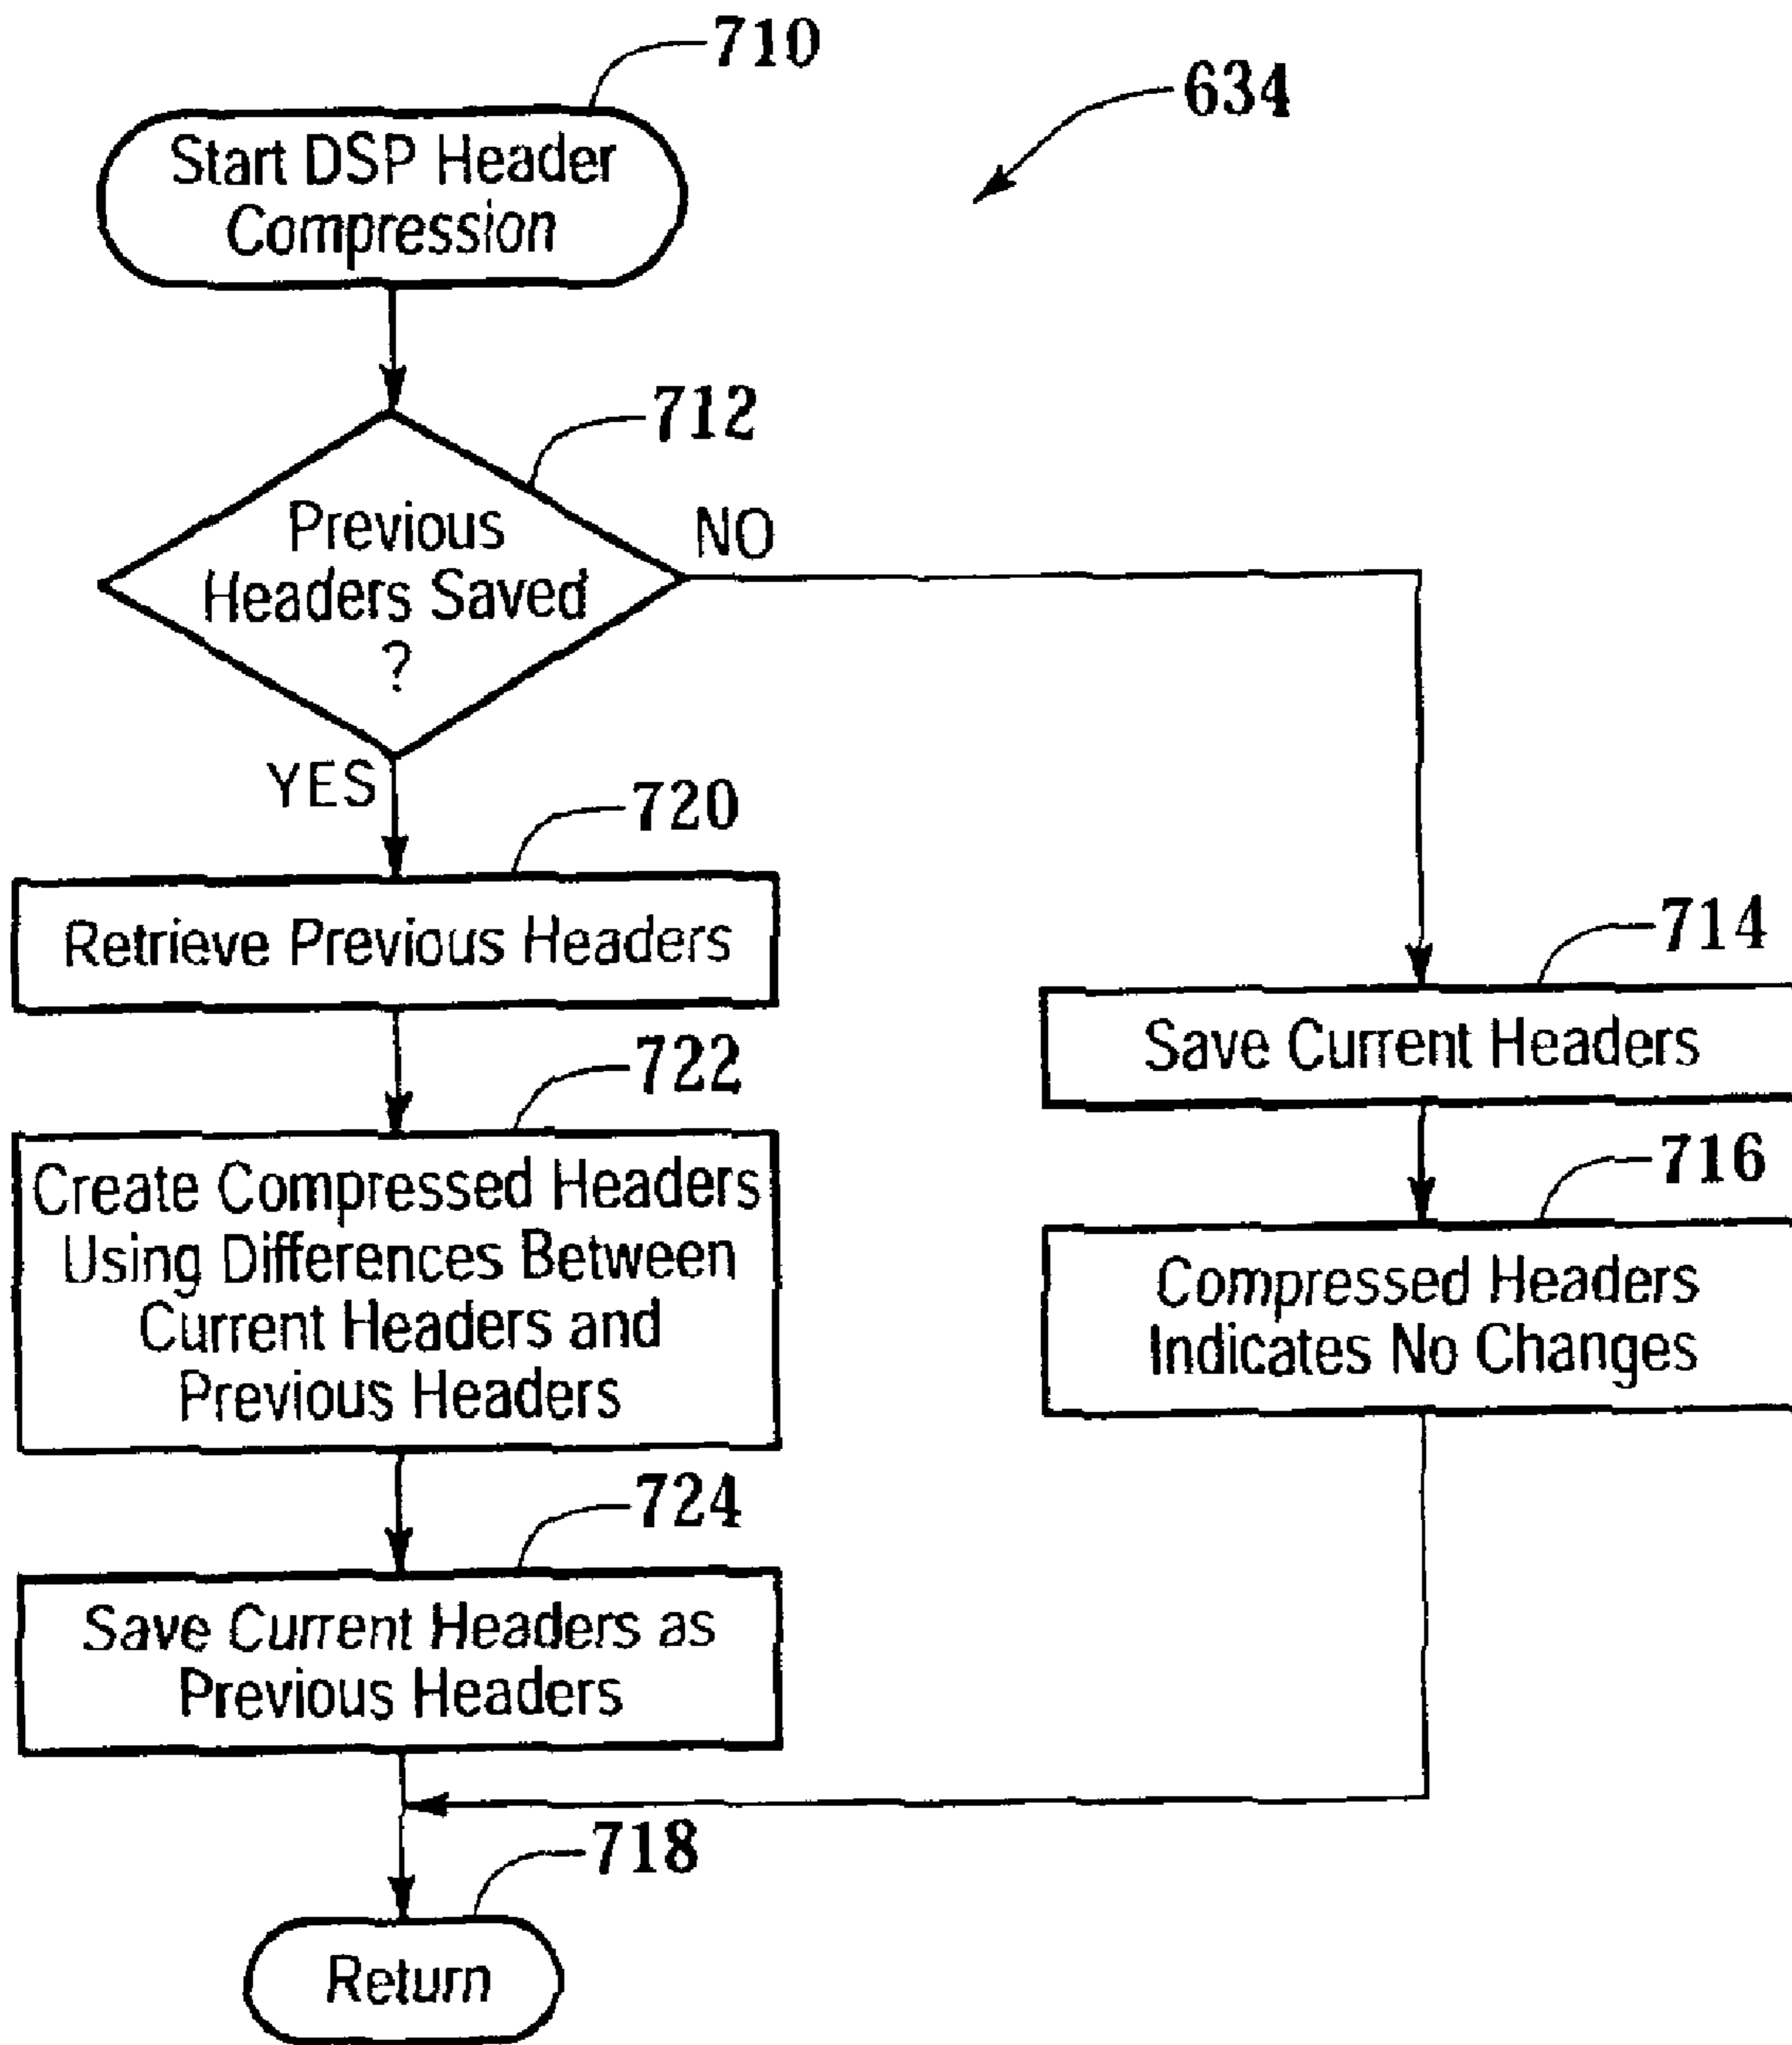 710
634
Start DSP Header
Compression
712
Previous
Headers Saved
?
NO
YES
720
Retrieve Previous Headers
714
Save Current Headers
722
Create Compressed Headers
Using Differences Between
Current Headers and
Previous Headers
716
Compressed Headers
Indicates No Changes
724
Save Current Headers as
Previous Headers
718
Return